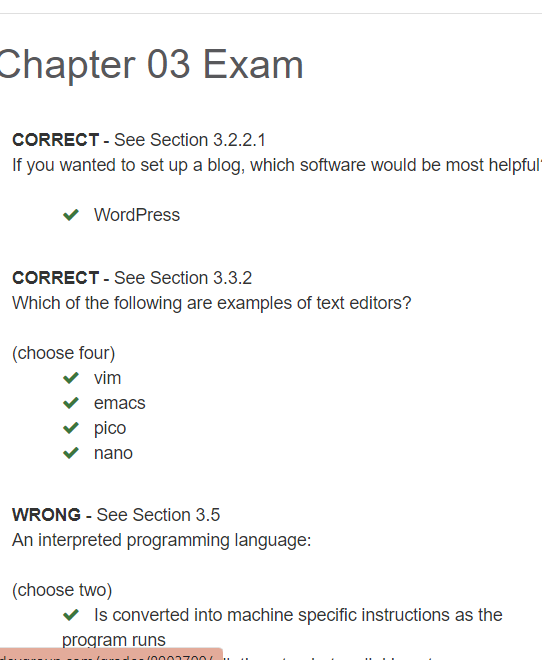 Chapter 03 Exam
CORRECT - See Section 3.2.2.1
If you wanted to set up a blog, which software would be most helpful
WordPress
CORRECT - See Section 3.3.2
Which of the following are examples of text editors?
(choose four)
vim
emacs
pico
nano
WRONG - See Section 3.5
An interpreted programming language:
(choose two)
Is converted into machine specific instructions as the
program runs